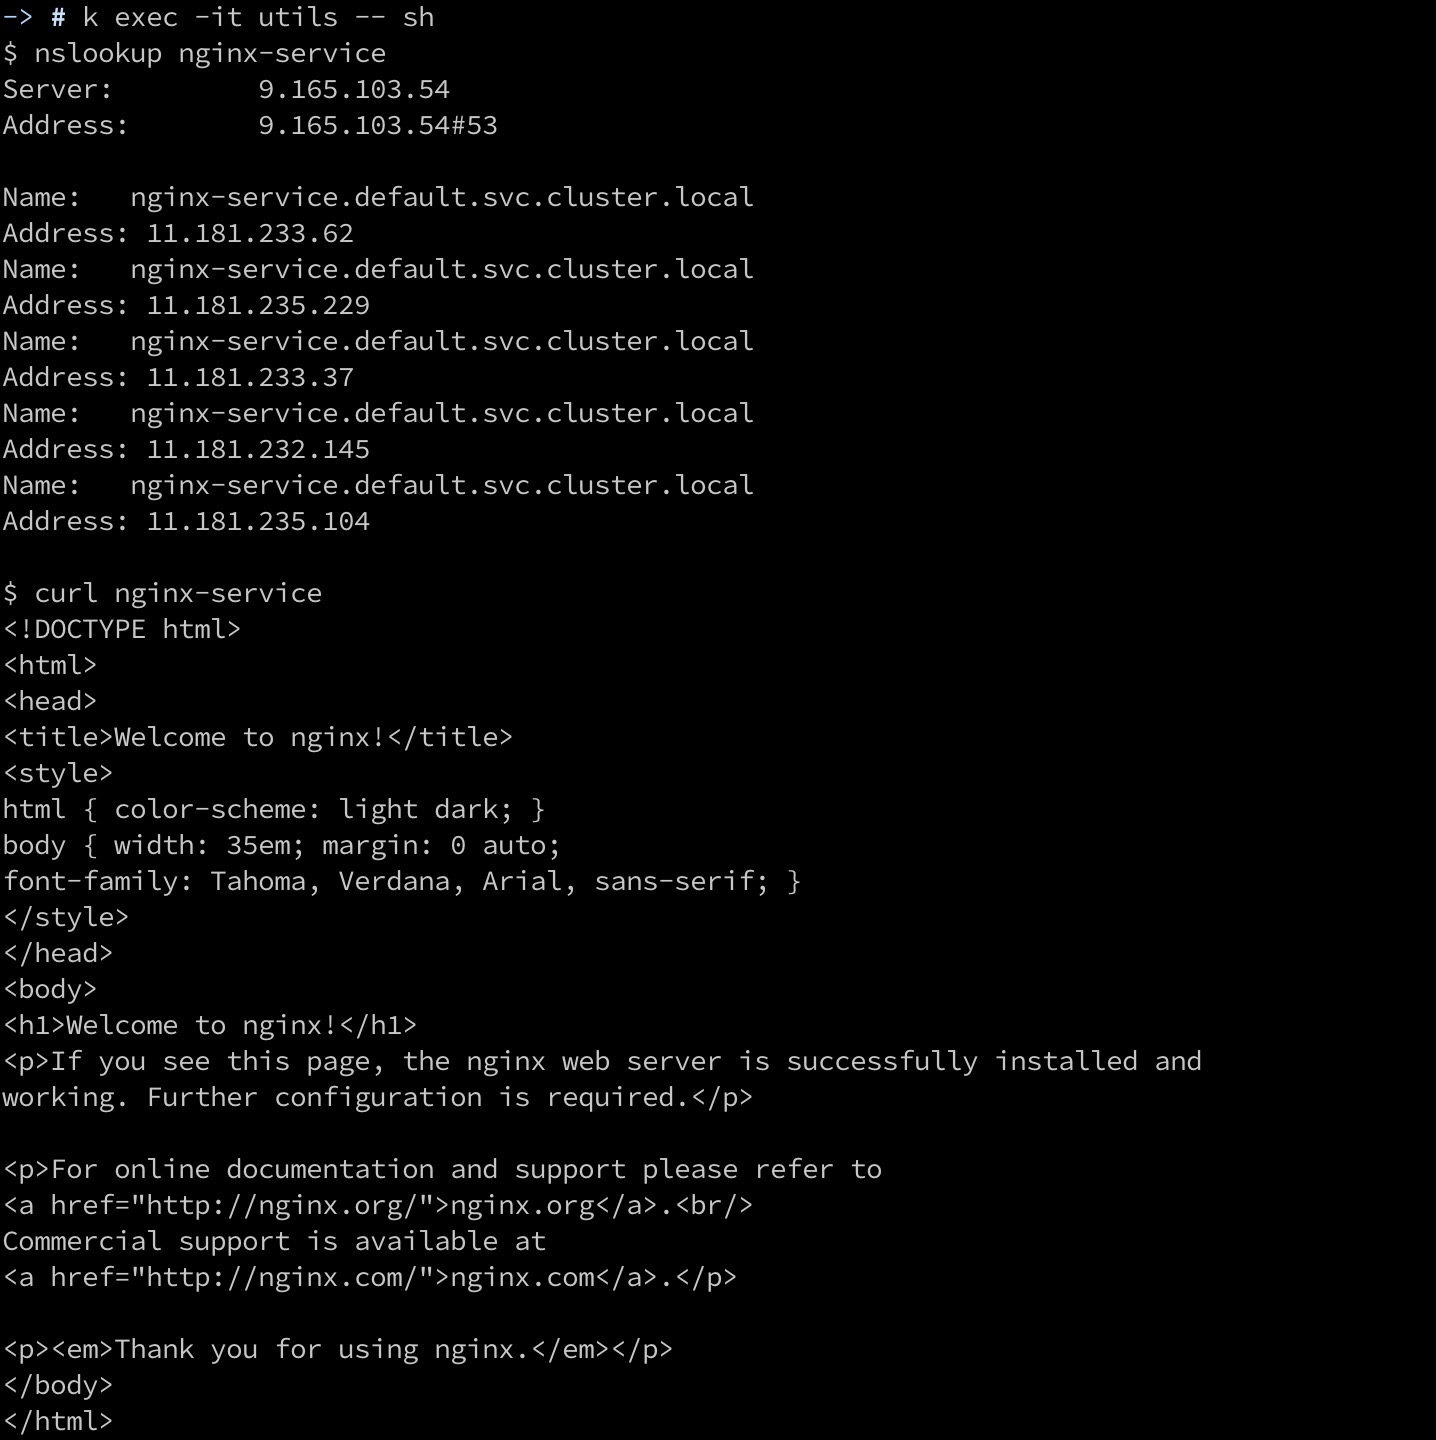 -> # k exec -it utils -- sh
$ nslookup nginx-service
Server:         9.165.103.54
Address:        9.165.103.54#53

Name:   nginx-service.default.svc.cluster.local
Address: 11.181.233.62
Name:   nginx-service.default.svc.cluster.local
Address: 11.181.235.229
Name:   nginx-service.default.svc.cluster.local
Address: 11.181.233.37
Name:   nginx-service.default.svc.cluster.local
Address: 11.181.232.145
Name:   nginx-service.default.svc.cluster.local
Address: 11.181.235.104

$ curl nginx-service
<!DOCTYPE html>
<html>
<head>
<title>Welcome to nginx!</title>
<style>
html { color-scheme: light dark; }
body { width: 35em; margin: 0 auto;
font-family: Tahoma, Verdana, Arial, sans-serif; }
</style>
</head>
<body>
<h1>Welcome to nginx!</h1>
<p>If you see this page, the nginx web server is successfully installed and
working. Further configuration is required.</p>

<p>For online documentation and support please refer to
<a href="http://nginx.org/">nginx.org</a>.<br/>
Commercial support is available at
<a href="http://nginx.com/">nginx.com</a>.</p>

<p><em>Thank you for using nginx.</em></p>
</body>
</html>